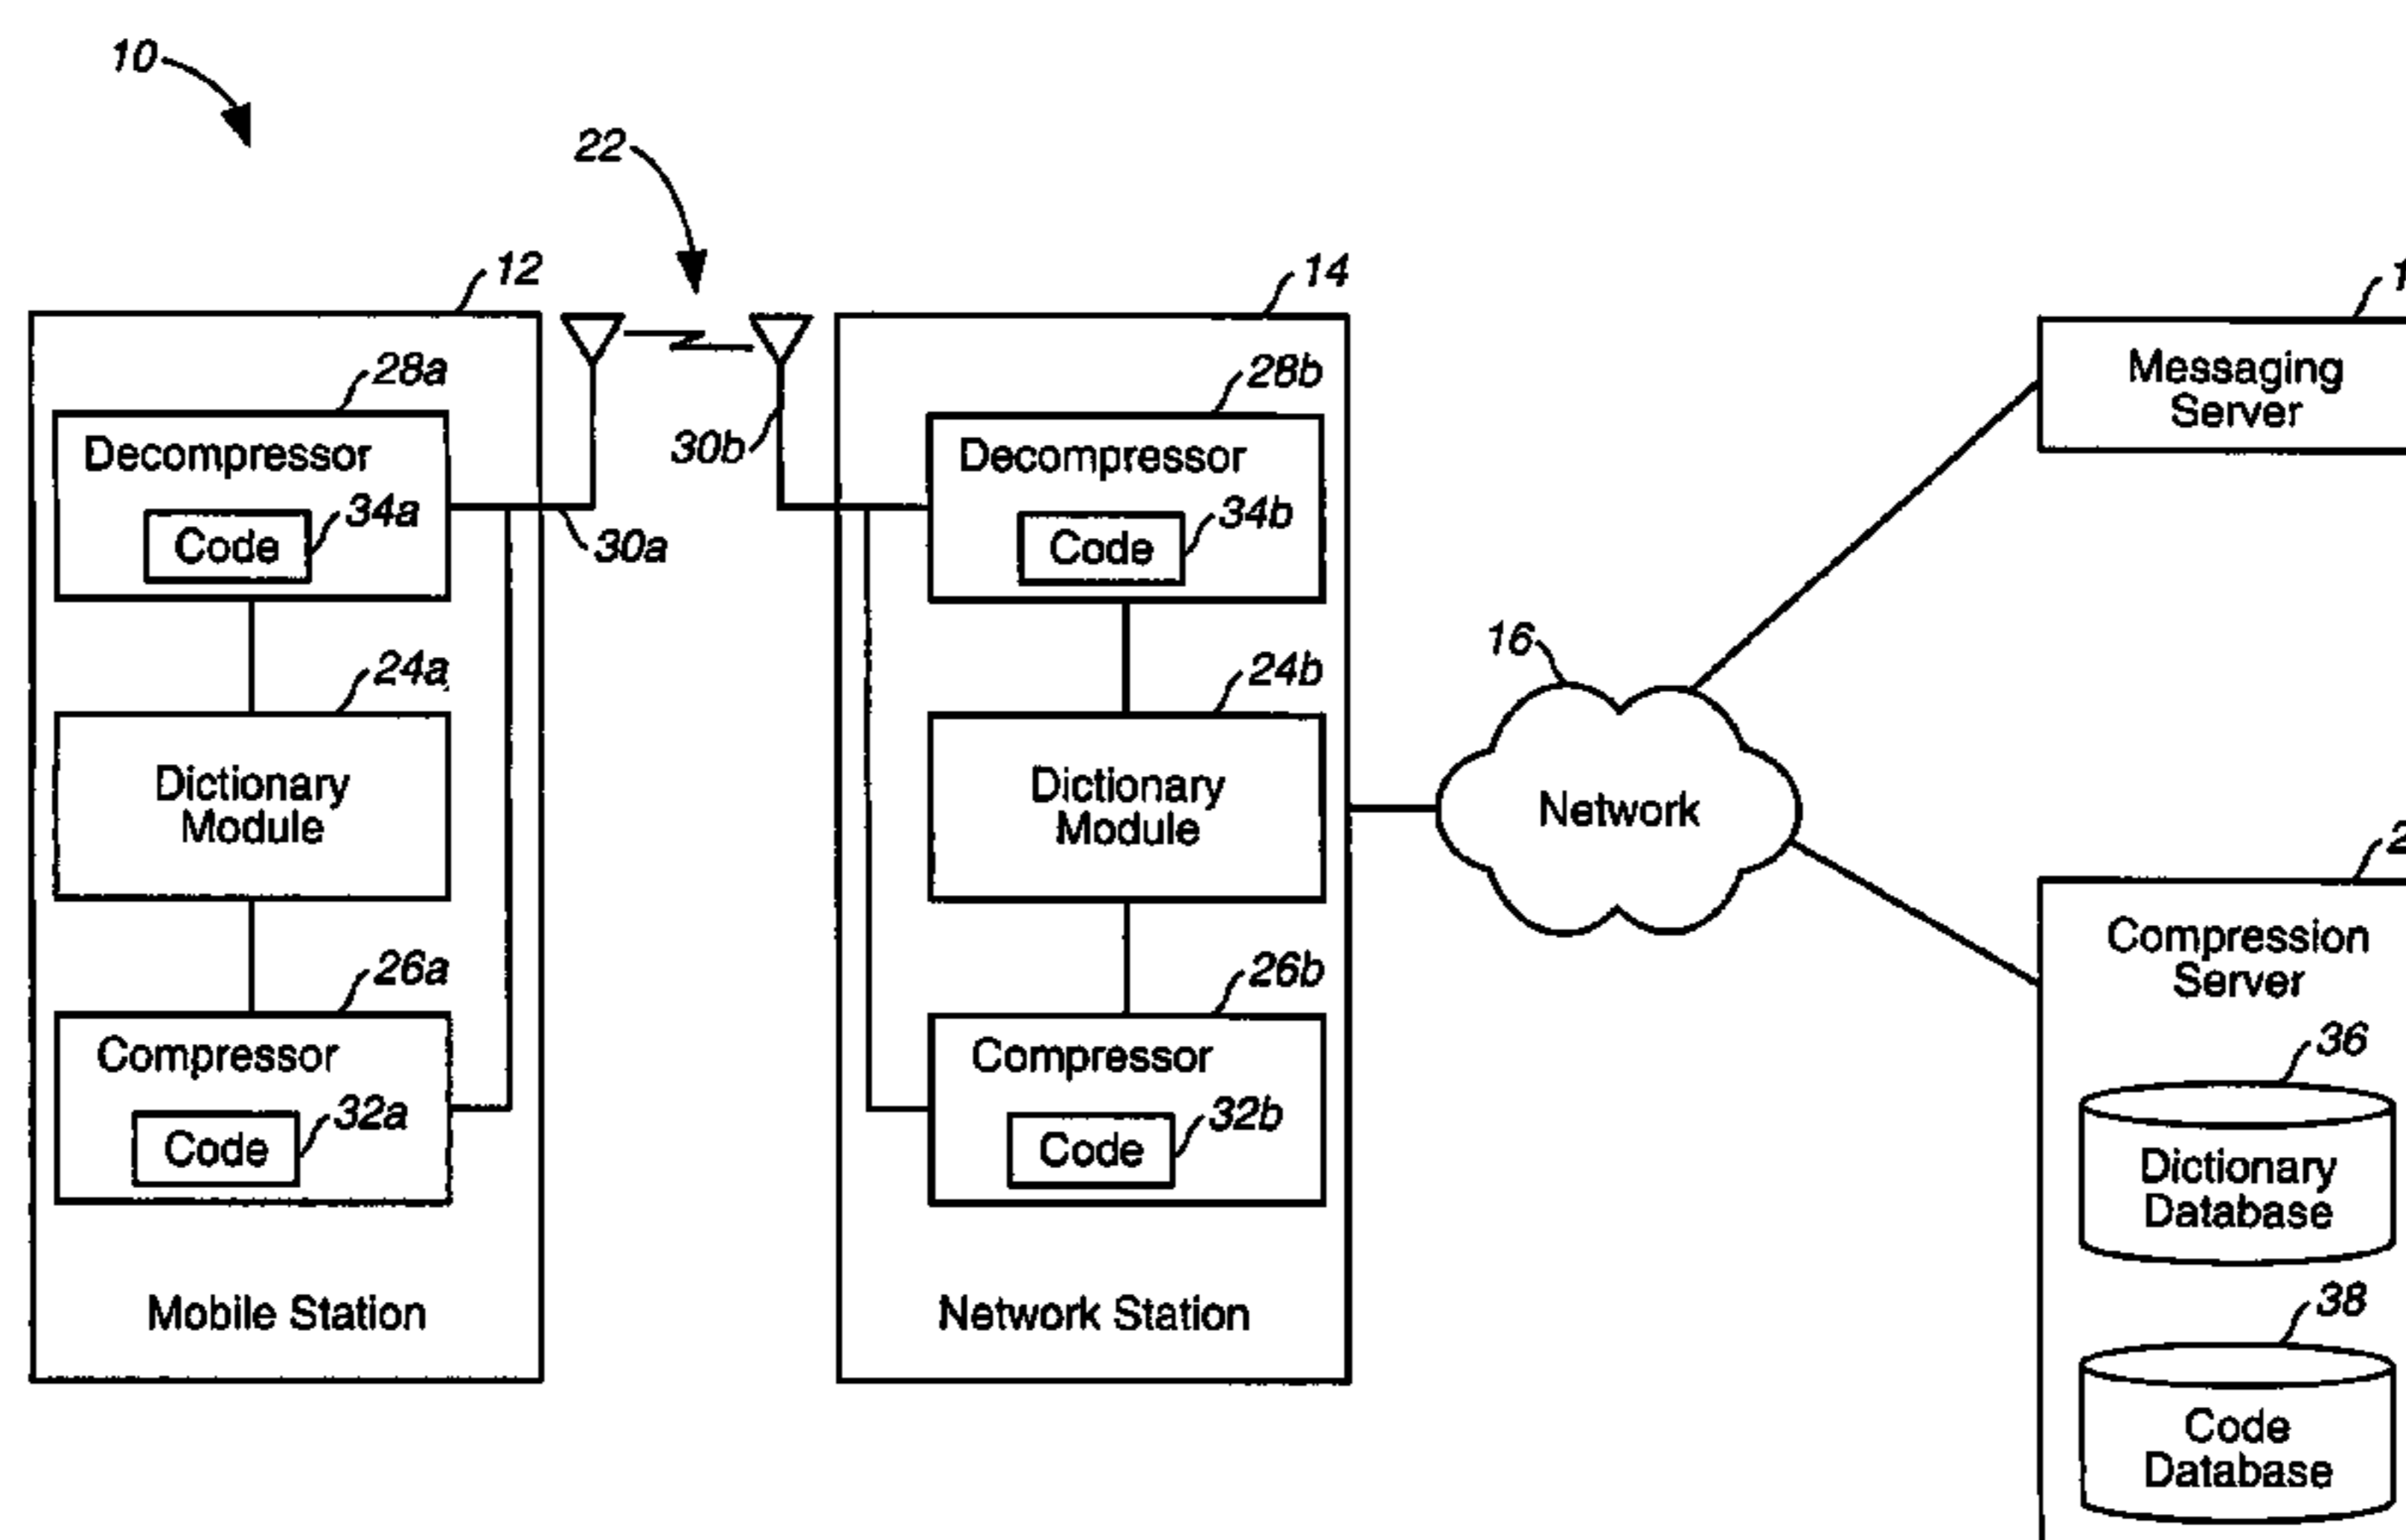 10
22
12
14
28a
Decompressor
34a
Code
30a
30b
28b
Decompressor
34b
Code
24a
Dictionary
Module
24b
Dictionary
Module
26a
Compressor
32a
Code
26b
Compressor
32b
Code
Mobile Station
Network Station
16
Network
Messaging
Server
Compression
Server
36
Dictionary
Database
38
Code
Database